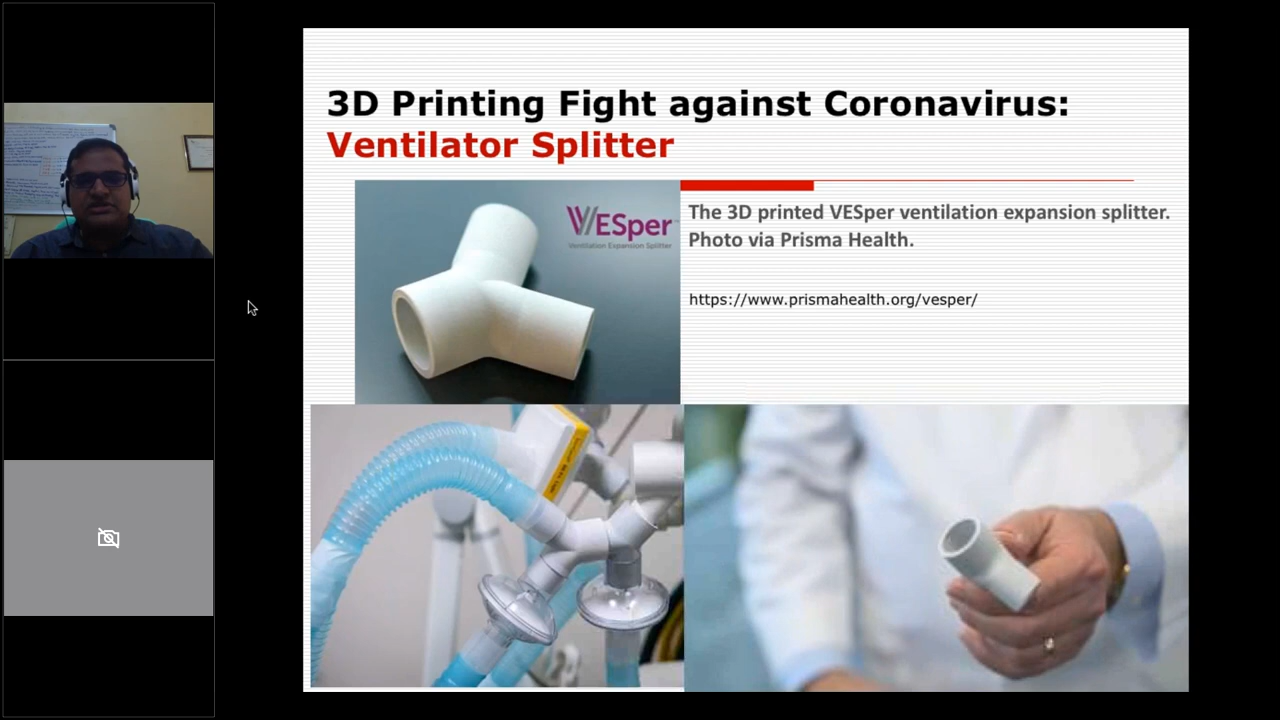 3D Printing Fight against Coronavirus:
Ventilator Splitter
VESper
Ventilation Expansion Splitter
The 3D printed VESper ventilation expansion splitter.
Photo via Prisma Health.
https://www.prismahealth.org/vesper/